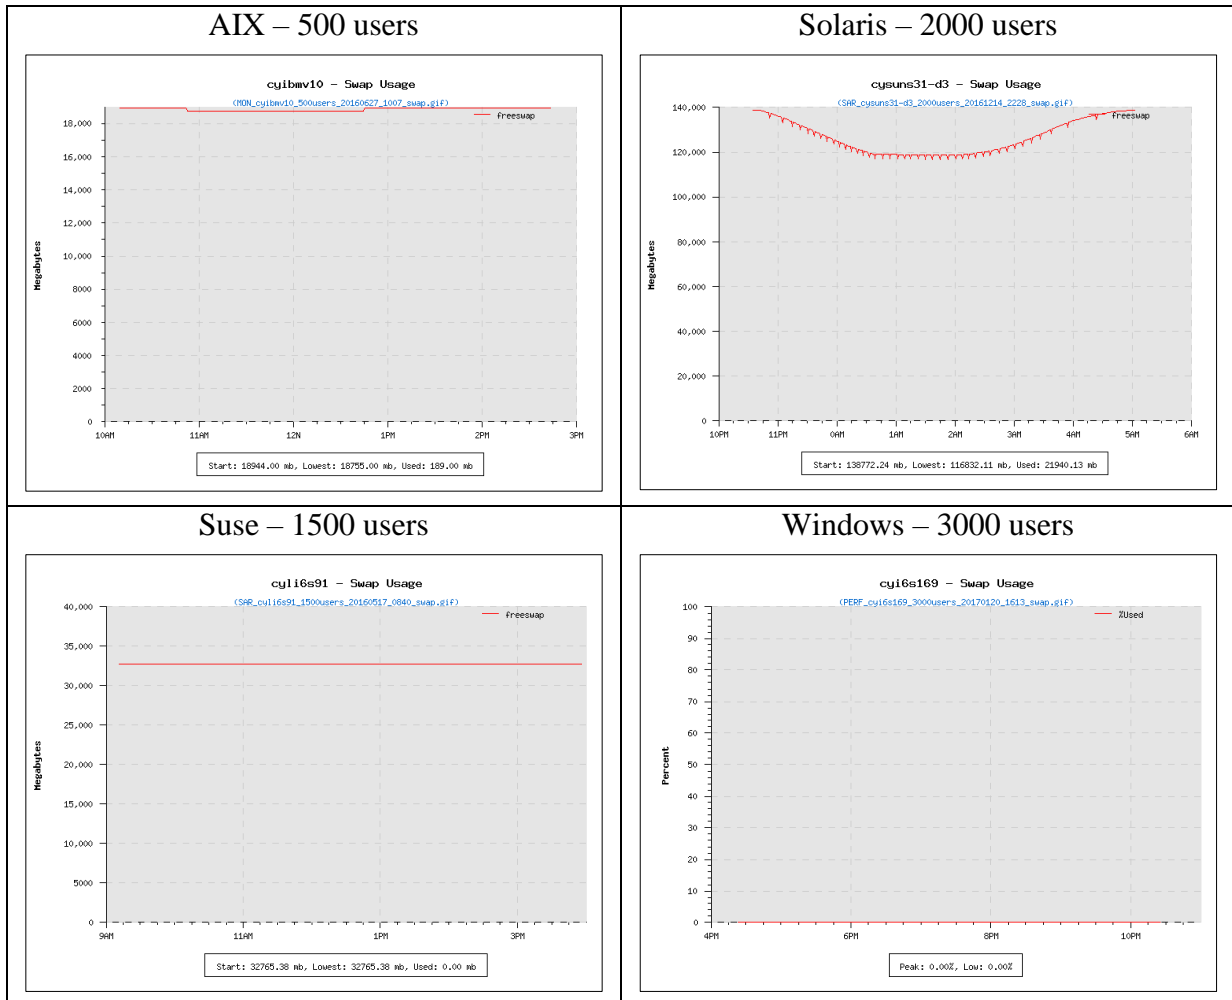 AIX – 500 users
cyibmv10 – Swap Usage
(MON_cyibmv10_500users_20160627_1007_swap.gif)
freeswap
18,000
16,000
14,000
12,000
10,000
8000
6000
4000
2000
0
Megabytes
10AM 11AM 12N 1PM 2PM 3PM
Start: 18944.00 mb, Lowest: 18755.00 mb, Used: 189.00 mb
Solaris – 2000 users
cysuns31-d3 – Swap Usage
(SAR_cysuns31-d3_2000users_20161214_2228_swap.gif)
freeswap
140,000
120,000
100,000
80,000
60,000
40,000
20,000
0
Megabytes
10PM 11PM 0AM 1AM 2AM 3AM 4AM 5AM 6AM
Start: 138772.24 mb, Lowest: 116832.11 mb, Used: 21940.13 mb
Suse – 1500 users
cyli6s91 – Swap Usage
(SAR_cyli6s91_1500users_20160517_0840_swap.gif)
freeswap
40,000
35,000
30,000
25,000
20,000
15,000
10,000
5000
0
Megabytes
9AM 11AM 1PM 3PM
Start: 32765.38 mb, Lowest: 32765.38 mb, Used: 0.00 mb
Windows – 3000 users
cyi6s169 – Swap Usage
(PERF_cyi6s169_3000users_20170120_1613_swap.gif)
%Used
100
90
80
70
60
50
40
30
20
10
0
Percent
4PM 6PM 8PM 10PM
Peak: 0.00%, Low: 0.00%